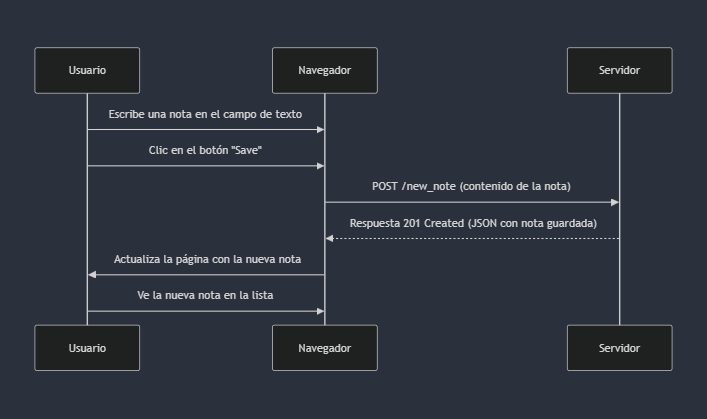 Usuario
Navegador
Servidor
Escribe una nota en el campo de texto
Clic en el botón "Save"
POST /new_note (contenido de la nota)
Respuesta 201 Created (JSON con nota guardada)
Actualiza la página con la nueva nota
Ve la nueva nota en la lista
Usuario
Navegador
Servidor